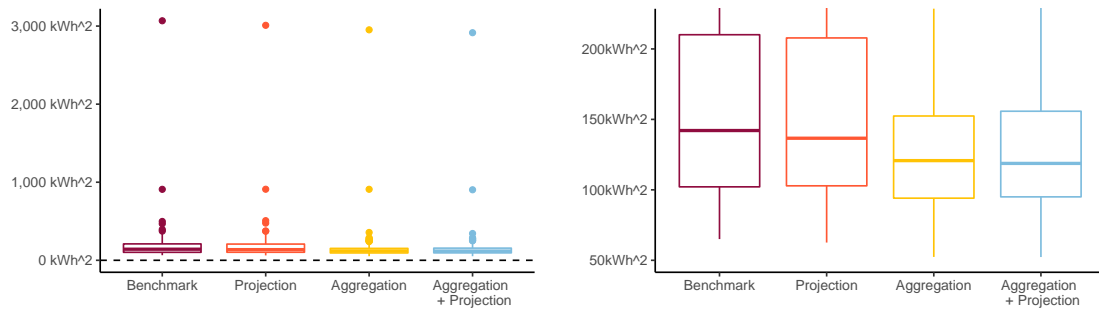 3,000 kWh^2
2,000 kWh^2
1,000 kWh^2
0 kWh^2
Benchmark
Projection
Aggregation
Aggregation
+ Projection
200kWh^2
150kWh^2
100kWh^2
50kWh^2
Benchmark
Projection
Aggregation
Aggregation
+ Projection